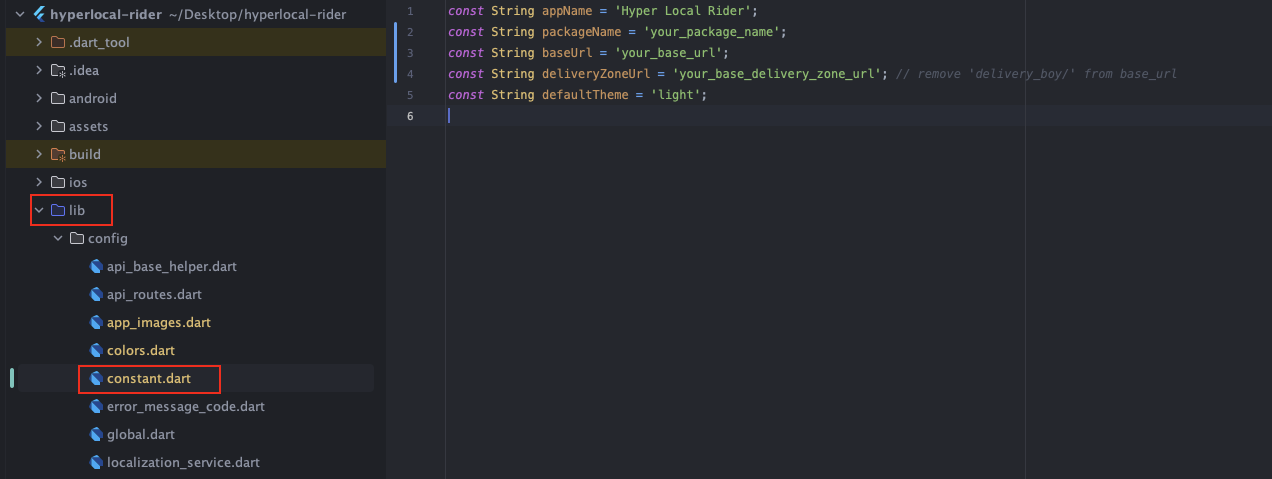 hyperlocal-rider ~/Desktop/hyperlocal-rider
.dart_tool
.idea
android
assets
build
ios
lib
config
api_base_helper.dart
api_routes.dart
app_images.dart
colors.dart
constant.dart
error_message_code.dart
global.dart
localization_service.dart
1 const String appName = 'Hyper Local Rider';
2 const String packageName = 'your_package_name';
3 const String baseUrl = 'your_base_url';
4 const String deliveryZoneUrl = 'your_base_delivery_zone_url'; // remove 'delivery_boy/' from base_url
5 const String defaultTheme = 'light';
6